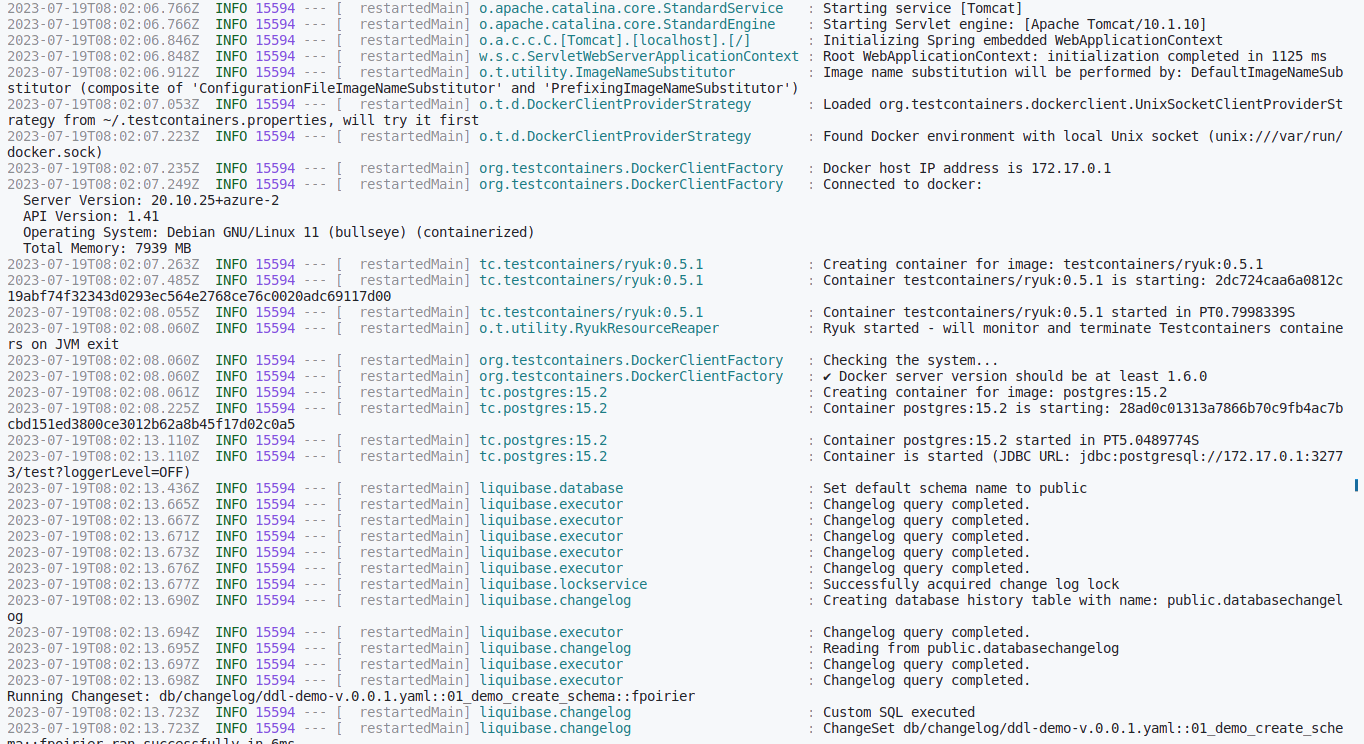 2023-07-19T08:02:06.766Z  INFO 15594 --- [  restartedMain] o.apache.catalina.core.StandardService   : Starting service [Tomcat]
2023-07-19T08:02:06.766Z  INFO 15594 --- [  restartedMain] o.apache.catalina.core.StandardEngine    : Starting Servlet engine: [Apache Tomcat/10.1.10]
2023-07-19T08:02:06.846Z  INFO 15594 --- [  restartedMain] o.a.c.c.C.[Tomcat].[localhost].[/]       : Initializing Spring embedded WebApplicationContext
2023-07-19T08:02:06.848Z  INFO 15594 --- [  restartedMain] w.s.c.ServletWebServerApplicationContext : Root WebApplicationContext: initialization completed in 1125 ms
2023-07-19T08:02:06.912Z  INFO 15594 --- [  restartedMain] o.t.utility.ImageNameSubstitutor         : Image name substitution will be performed by: DefaultImageNameSub
stitutor (composite of 'ConfigurationFileImageNameSubstitutor' and 'PrefixingImageNameSubstitutor')
2023-07-19T08:02:07.053Z  INFO 15594 --- [  restartedMain] o.t.d.DockerClientProviderStrategy       : Loaded org.testcontainers.dockerclient.UnixSocketClientProviderSt
rategy from ~/.testcontainers.properties, will try it first
2023-07-19T08:02:07.223Z  INFO 15594 --- [  restartedMain] o.t.d.DockerClientProviderStrategy       : Found Docker environment with local Unix socket (unix:///var/run/
docker.sock)
2023-07-19T08:02:07.235Z  INFO 15594 --- [  restartedMain] org.testcontainers.DockerClientFactory   : Docker host IP address is 172.17.0.1
2023-07-19T08:02:07.249Z  INFO 15594 --- [  restartedMain] org.testcontainers.DockerClientFactory   : Connected to docker:
  Server Version: 20.10.25+azure-2
  API Version: 1.41
  Operating System: Debian GNU/Linux 11 (bullseye) (containerized)
  Total Memory: 7939 MB
2023-07-19T08:02:07.263Z  INFO 15594 --- [  restartedMain] tc.testcontainers/ryuk:0.5.1             : Creating container for image: testcontainers/ryuk:0.5.1
2023-07-19T08:02:07.485Z  INFO 15594 --- [  restartedMain] tc.testcontainers/ryuk:0.5.1             : Container testcontainers/ryuk:0.5.1 is starting: 2dc724caa6a0812c
19abf74f32343d0293ec564e2768ce76c0020adc69117d00
2023-07-19T08:02:08.055Z  INFO 15594 --- [  restartedMain] tc.testcontainers/ryuk:0.5.1             : Container testcontainers/ryuk:0.5.1 started in PT0.7998339S
2023-07-19T08:02:08.060Z  INFO 15594 --- [  restartedMain] o.t.utility.RyukResourceReaper           : Ryuk started - will monitor and terminate Testcontainers containe
rs on JVM exit
2023-07-19T08:02:08.060Z  INFO 15594 --- [  restartedMain] org.testcontainers.DockerClientFactory   : Checking the system...
2023-07-19T08:02:08.060Z  INFO 15594 --- [  restartedMain] org.testcontainers.DockerClientFactory   : ✔ Docker server version should be at least 1.6.0
2023-07-19T08:02:08.061Z  INFO 15594 --- [  restartedMain] tc.postgres:15.2                         : Creating container for image: postgres:15.2
2023-07-19T08:02:08.225Z  INFO 15594 --- [  restartedMain] tc.postgres:15.2                         : Container postgres:15.2 is starting: 28ad0c01313a7866b70c9fb4ac7b
cbd151ed3800ce3012b62a8b45f17d02c0a5
2023-07-19T08:02:13.110Z  INFO 15594 --- [  restartedMain] tc.postgres:15.2                         : Container postgres:15.2 started in PT5.0489774S
2023-07-19T08:02:13.110Z  INFO 15594 --- [  restartedMain] tc.postgres:15.2                         : Container is started (JDBC URL: jdbc:postgresql://172.17.0.1:3277
3/test?loggerLevel=OFF)
2023-07-19T08:02:13.436Z  INFO 15594 --- [  restartedMain] liquibase.database                       : Set default schema name to public
2023-07-19T08:02:13.665Z  INFO 15594 --- [  restartedMain] liquibase.executor                       : Changelog query completed.
2023-07-19T08:02:13.667Z  INFO 15594 --- [  restartedMain] liquibase.executor                       : Changelog query completed.
2023-07-19T08:02:13.671Z  INFO 15594 --- [  restartedMain] liquibase.executor                       : Changelog query completed.
2023-07-19T08:02:13.673Z  INFO 15594 --- [  restartedMain] liquibase.executor                       : Changelog query completed.
2023-07-19T08:02:13.676Z  INFO 15594 --- [  restartedMain] liquibase.executor                       : Changelog query completed.
2023-07-19T08:02:13.677Z  INFO 15594 --- [  restartedMain] liquibase.lockservice                    : Successfully acquired change log lock
2023-07-19T08:02:13.690Z  INFO 15594 --- [  restartedMain] liquibase.changelog                      : Creating database history table with name: public.databasechangel
og
2023-07-19T08:02:13.694Z  INFO 15594 --- [  restartedMain] liquibase.executor                       : Changelog query completed.
2023-07-19T08:02:13.695Z  INFO 15594 --- [  restartedMain] liquibase.changelog                      : Reading from public.databasechangelog
2023-07-19T08:02:13.697Z  INFO 15594 --- [  restartedMain] liquibase.executor                       : Changelog query completed.
2023-07-19T08:02:13.698Z  INFO 15594 --- [  restartedMain] liquibase.executor                       : Changelog query completed.
Running Changeset: db/changelog/ddl-demo-v.0.0.1.yaml::01_demo_create_schema::fpoirier
2023-07-19T08:02:13.723Z  INFO 15594 --- [  restartedMain] liquibase.changelog                      : Custom SQL executed
2023-07-19T08:02:13.723Z  INFO 15594 --- [  restartedMain] liquibase.changelog                      : ChangeSet db/changelog/ddl-demo-v.0.0.1.yaml::01_demo_create_sche
ma::fpoirier ran successfully in 6ms